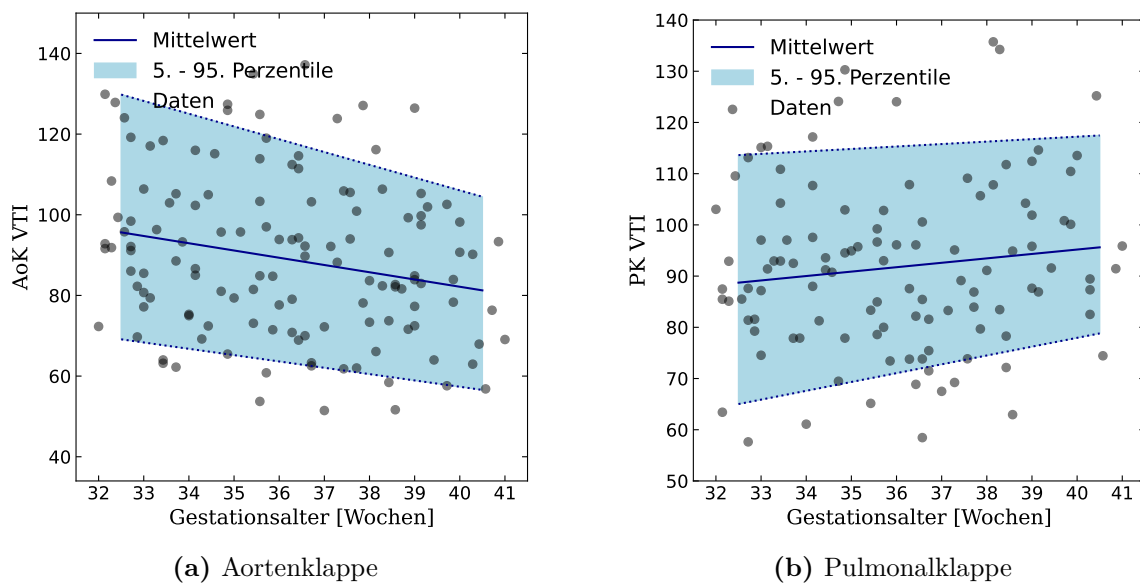 140
120
100
80
60
40
AoK VTI
Mittelwert
5. - 95. Perzentile
Daten
32 33 34 35 36 37 38 39 40 41
Gestationsalter [Wochen]
(a) Aortenklappe
140
130
120
110
100
90
80
70
60
50
PK VTI
Mittelwert
5. - 95. Perzentile
Daten
32 33 34 35 36 37 38 39 40 41
Gestationsalter [Wochen]
(b) Pulmonalklappe